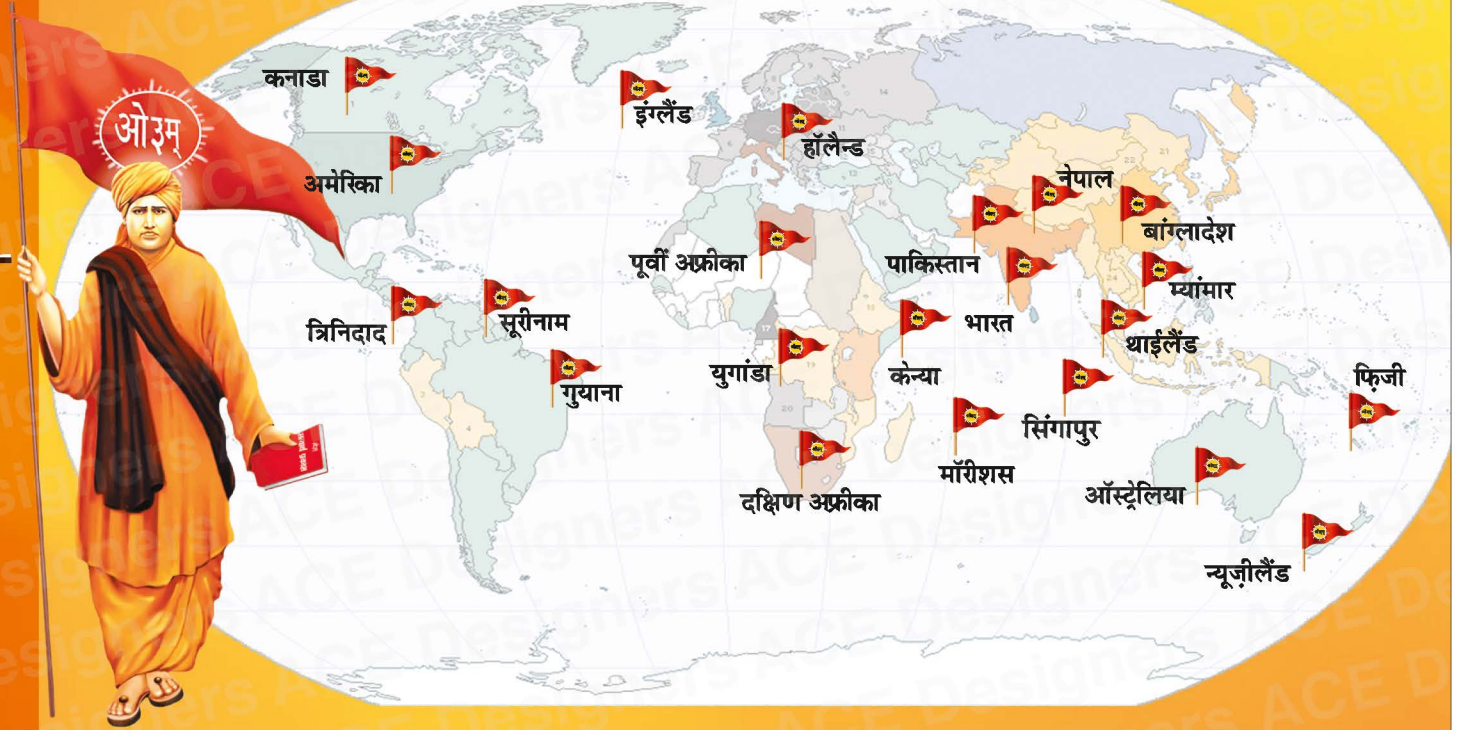 ओ३म्
कनाडा
इंग्लैंड
हॉलैन्ड
अमेरिका
नेपाल
बांग्लादेश
पूर्वी अफ्रीका
पाकिस्तान
म्यांमार
त्रिनिदाद
सूरीनाम
भारत
थाईलैंड
युगांडा
केन्या
फ़िजी
गुयाना
सिंगापुर
मॉरीशस
दक्षिण अफ्रीका
ऑस्ट्रेलिया
न्यूज़ीलैंड
ACE Designers